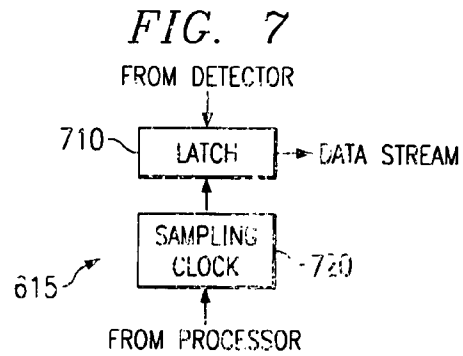 FIG. 7
FROM DETECTOR
710
LATCH
DATA STREAM
SAMPLING
CLOCK
720
615
FROM PROCESSOR